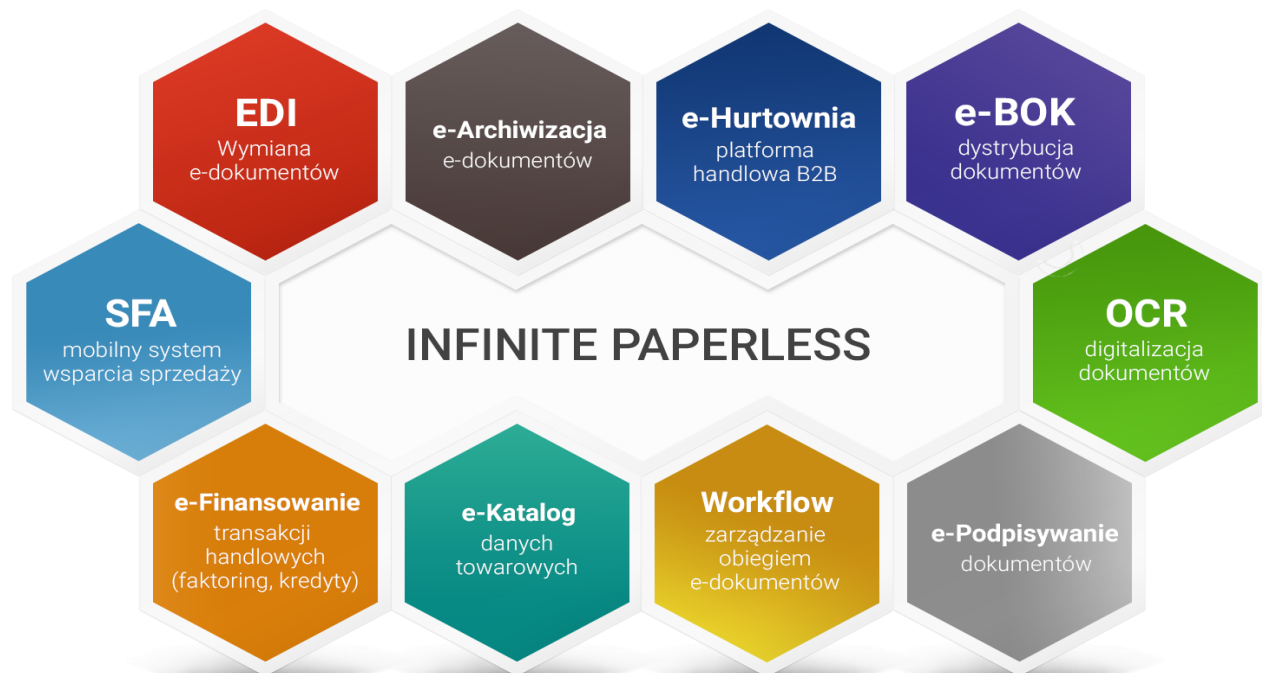 EDI
Wymiana
e-dokumentów
e-Archiwizacja
e-dokumentów
e-Hurtownia
platforma
handlowa B2B
e-BOK
dystrybucja
dokumentów
SFA
mobilny system
wsparcia sprzedaży
INFINITE PAPERLESS
OCR
digitalizacja
dokumentów
e-Finansowanie
transakcji
handlowych
(faktoring, kredyty)
e-Katalog
danych
towarowych
Workflow
zarządzanie
obiegiem
e-dokumentów
e-Podpisywanie
dokumentów